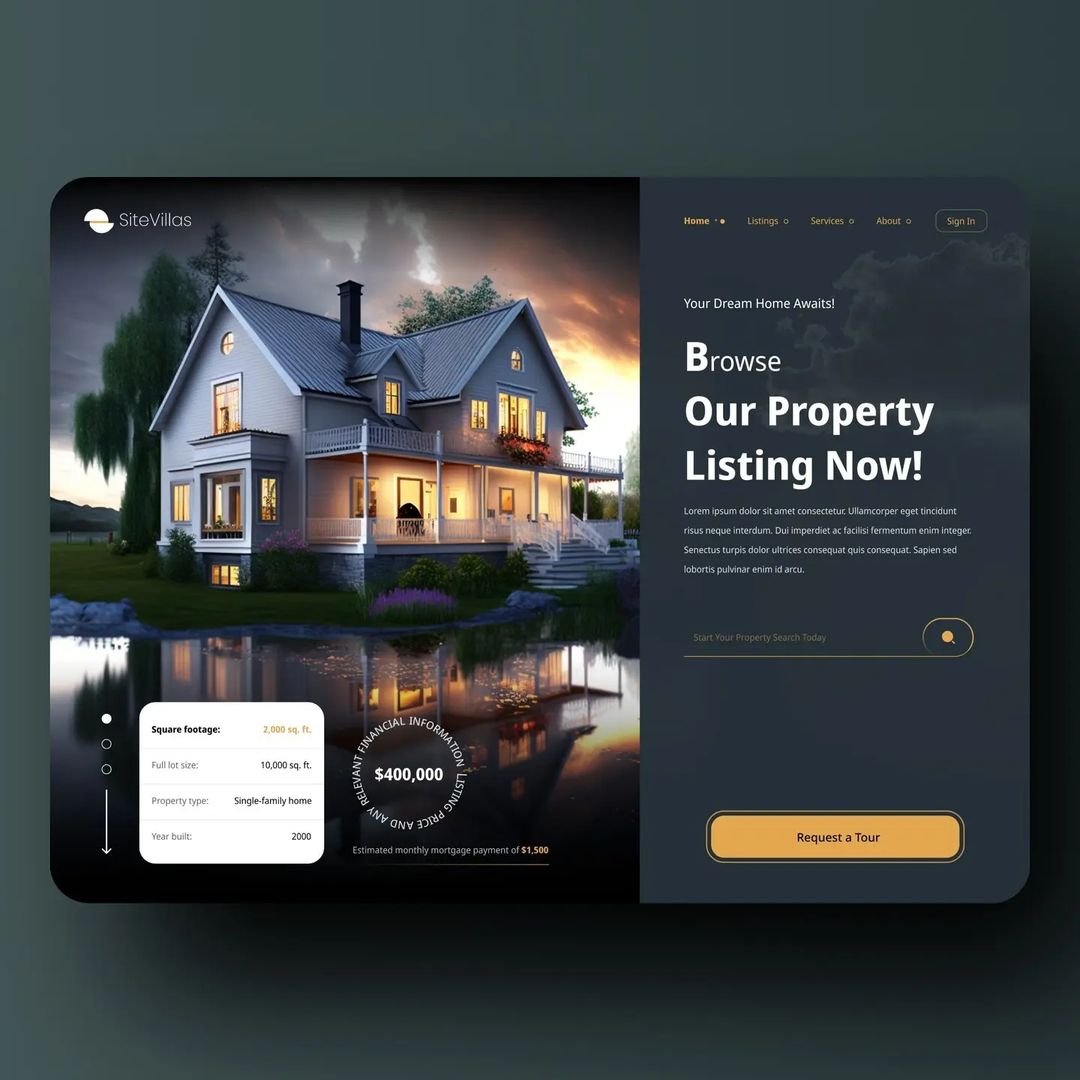 SiteVillas
Home
Listings
Services
About
Sign In
Your Dream Home Awaits!
Browse
Our Property
Listing Now!
Lorem ipsum dolor sit amet consectetur. Ullamcorper eget tincidunt
risus neque interdum. Dui imperdiet ac facilisi fermentum enim integer.
Senectus turpis dolor ultrices consequat quis consequat. Sapien sed
lobortis pulvinar enim id arcu.
Start Your Property Search Today
Square footage: 2,000 sq. ft.
Full lot size: 10,000 sq. ft.
Property type: Single-family home
Year built: 2000
LISTING PRICE AND ANY RELEVANT FINANCIAL INFORMATION
$400,000
Estimated monthly mortgage payment of $1,500
Request a Tour